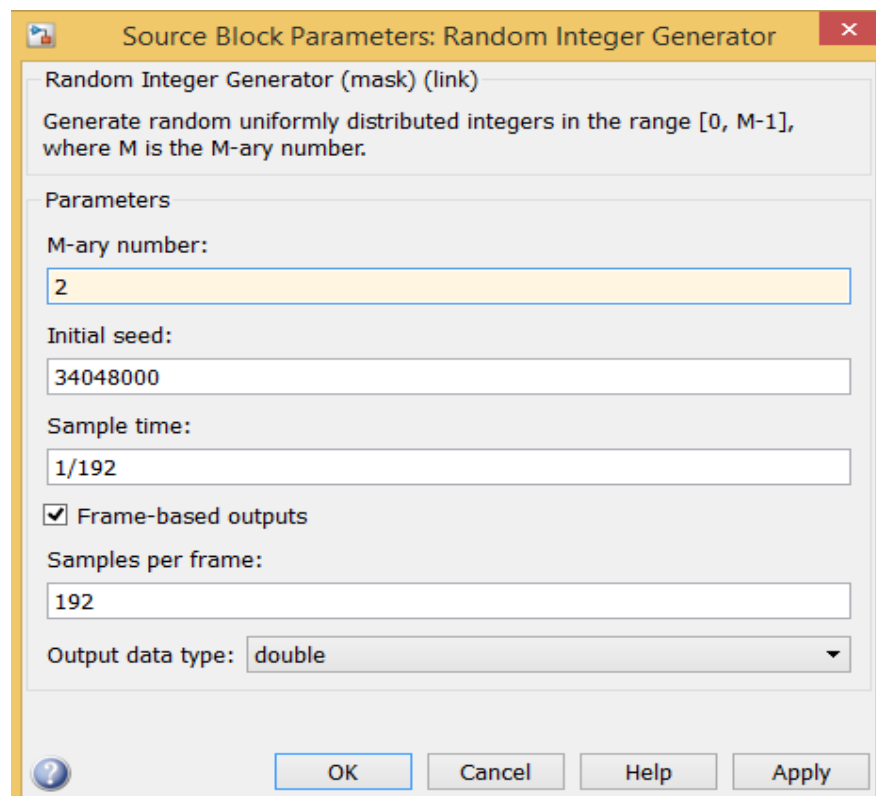 Source Block Parameters: Random Integer Generator
Random Integer Generator (mask) (link)
Generate random uniformly distributed integers in the range [0, M-1],
where M is the M-ary number.
Parameters
M-ary number:
2
Initial seed:
34048000
Sample time:
1/192
Frame-based outputs
Samples per frame:
192
Output data type: double
OK Cancel Help Apply